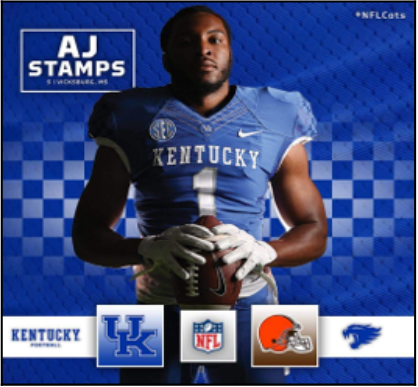 #NFLCats
AJ
STAMPS
S | VICKSBURG, MS
SEC
KENTUCKY
1
KENTUCKY
FOOTBALL
UK
NFL